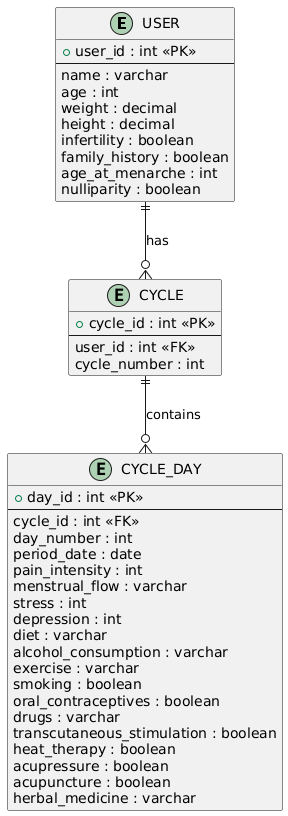 E USER
user_id : int «PK»
name : varchar
age : int
weight : decimal
height : decimal
infertility : boolean
family_history : boolean
age_at_menarche : int
nulliparity : boolean
has
E CYCLE
cycle_id : int «PK»
user_id : int «FK»
cycle_number : int
contains
E CYCLE_DAY
day_id : int «PK»
cycle_id : int «FK»
day_number : int
period_date : date
pain_intensity : int
menstrual_flow : varchar
stress : int
depression : int
diet : varchar
alcohol_consumption : varchar
exercise : varchar
smoking : boolean
oral_contraceptives : boolean
drugs : varchar
transcutaneous_stimulation : boolean
heat_therapy : boolean
acupressure : boolean
acupuncture : boolean
herbal_medicine : varchar